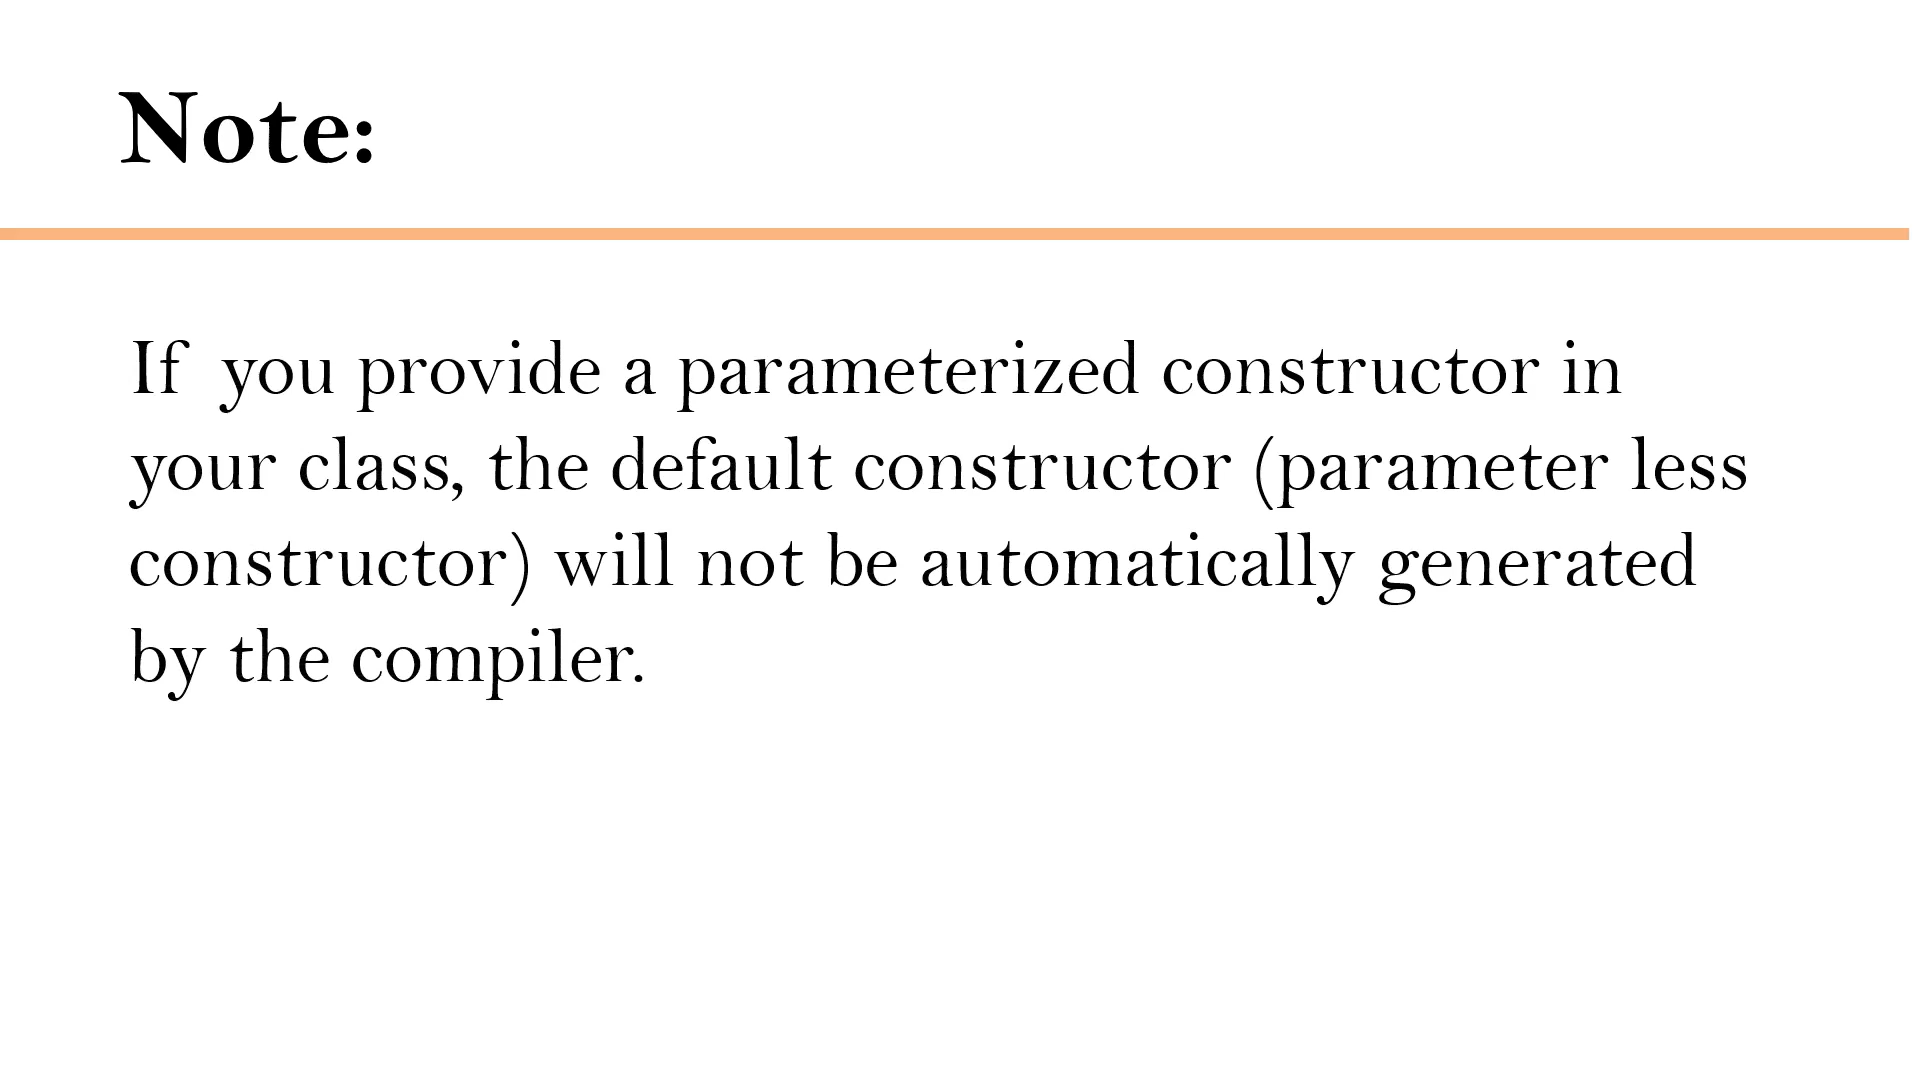 Note:
If you provide a parameterized constructor in
your class, the default constructor (parameter less
constructor) will not be automatically generated
by the compiler.